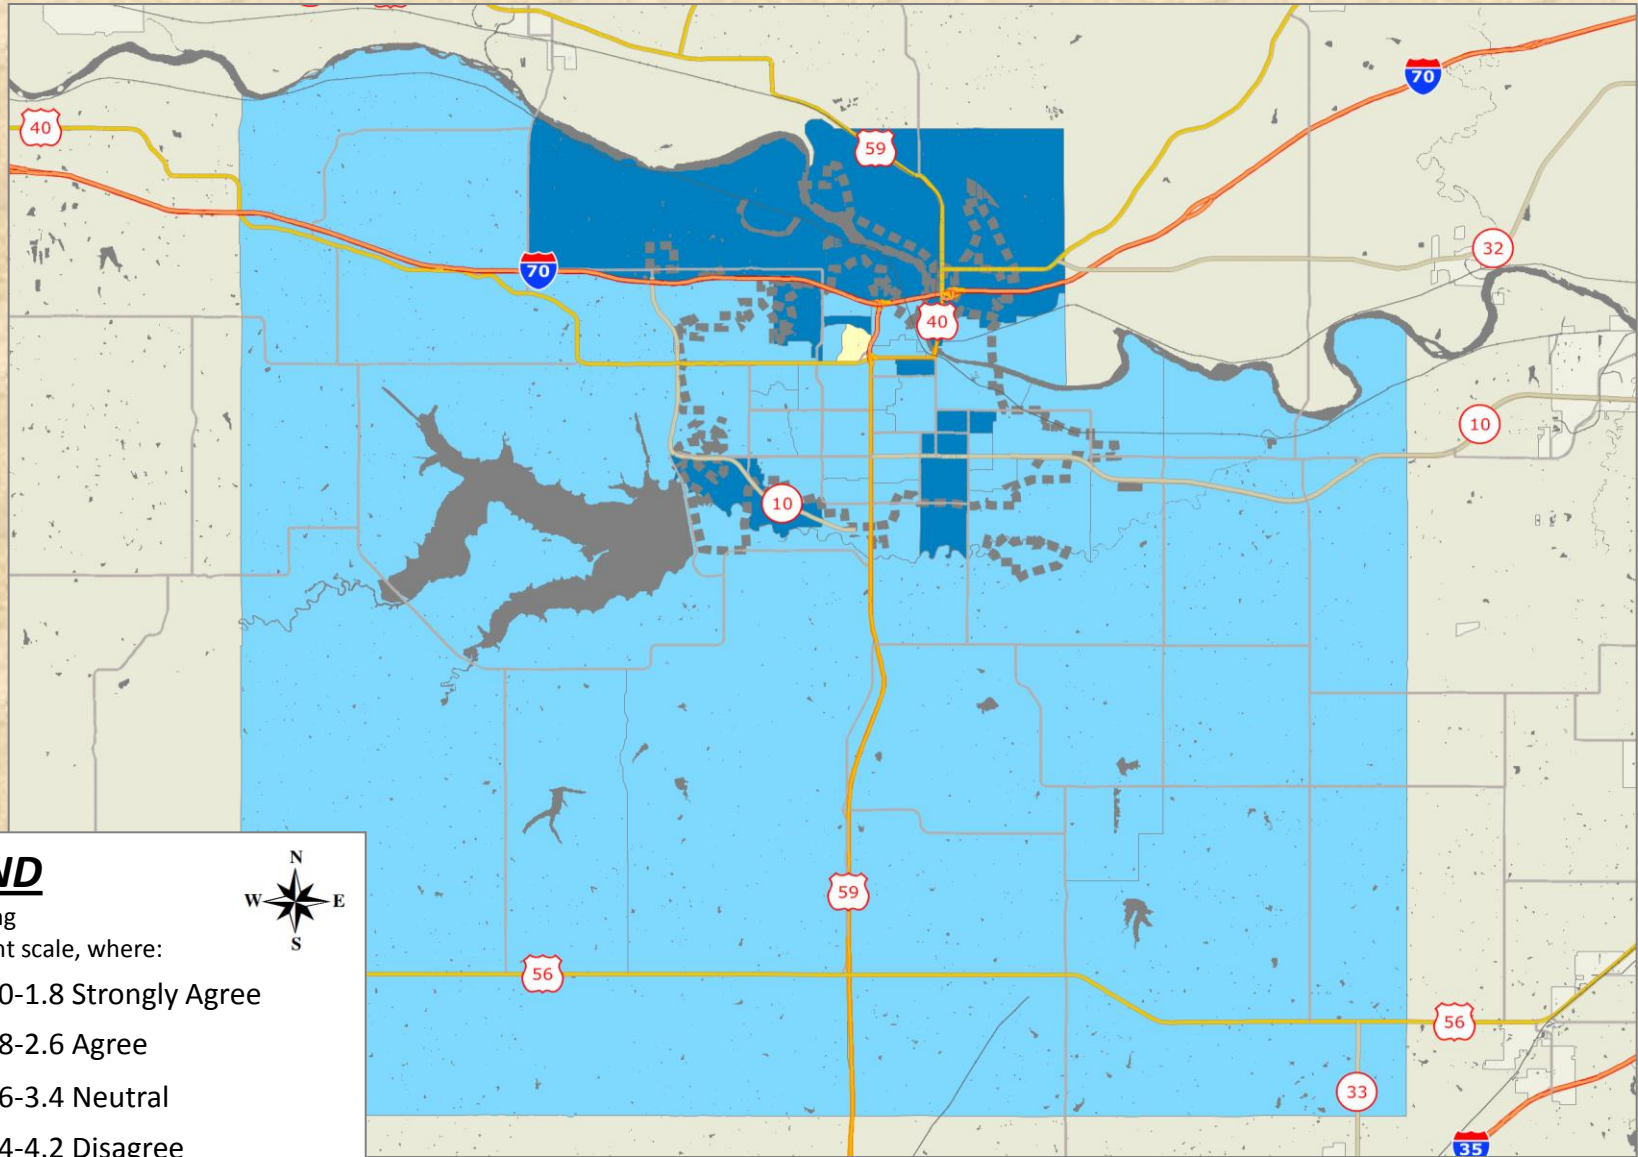 40
59
70
32
70
40
10
10
59
56
56
33
35
ND
N
W E
S
ng
nt scale, where:
0-1.8 Strongly Agree
8-2.6 Agree
6-3.4 Neutral
4-4.2 Disagree